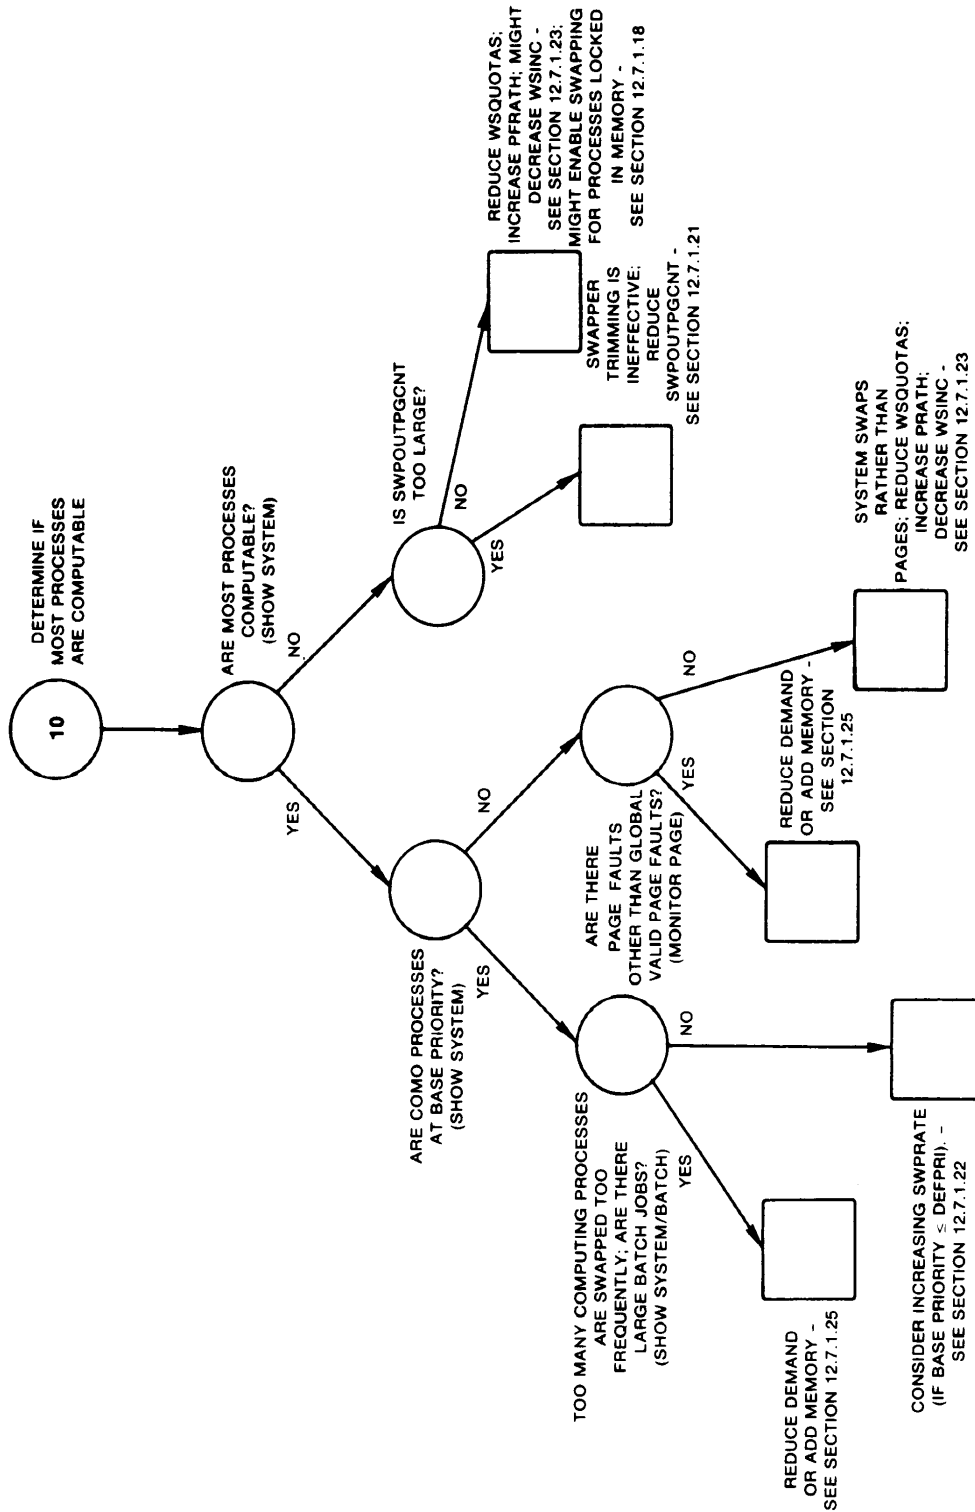 10
DETERMINE IF
MOST PROCESSES
ARE COMPUTABLE
ARE MOST PROCESSES
COMPUTABLE?
(SHOW SYSTEM)
YES
NO
ARE COMO PROCESSES
AT BASE PRIORITY?
(SHOW SYSTEM)
YES
NO
IS SWPOUTPGCNT
TOO LARGE?
YES
NO
TOO MANY COMPUTING PROCESSES
ARE SWAPPED TOO
FREQUENTLY; ARE THERE
LARGE BATCH JOBS?
(SHOW SYSTEM/BATCH)
YES
NO
ARE THERE
PAGE FAULTS
OTHER THAN GLOBAL
VALID PAGE FAULTS?
(MONITOR PAGE)
YES
NO
SWAPPER
TRIMMING IS
INEFFECTIVE;
REDUCE
SWPOUTPGCNT -
SEE SECTION 12.7.1.21
REDUCE WSQUOTAS;
INCREASE PFRATH; MIGHT
DECREASE WSINC -
SEE SECTION 12.7.1.23;
MIGHT ENABLE SWAPPING
FOR PROCESSES LOCKED
IN MEMORY -
SEE SECTION 12.7.1.18
REDUCE DEMAND
OR ADD MEMORY -
SEE SECTION 12.7.1.25
CONSIDER INCREASING SWPRATE
(IF BASE PRIORITY ≤ DEFPRI). -
SEE SECTION 12.7.1.22
REDUCE DEMAND
OR ADD MEMORY -
SEE SECTION
12.7.1.25
SYSTEM SWAPS
RATHER THAN
PAGES; REDUCE WSQUOTAS;
INCREASE PRATH;
DECREASE WSINC -
SEE SECTION 12.7.1.23